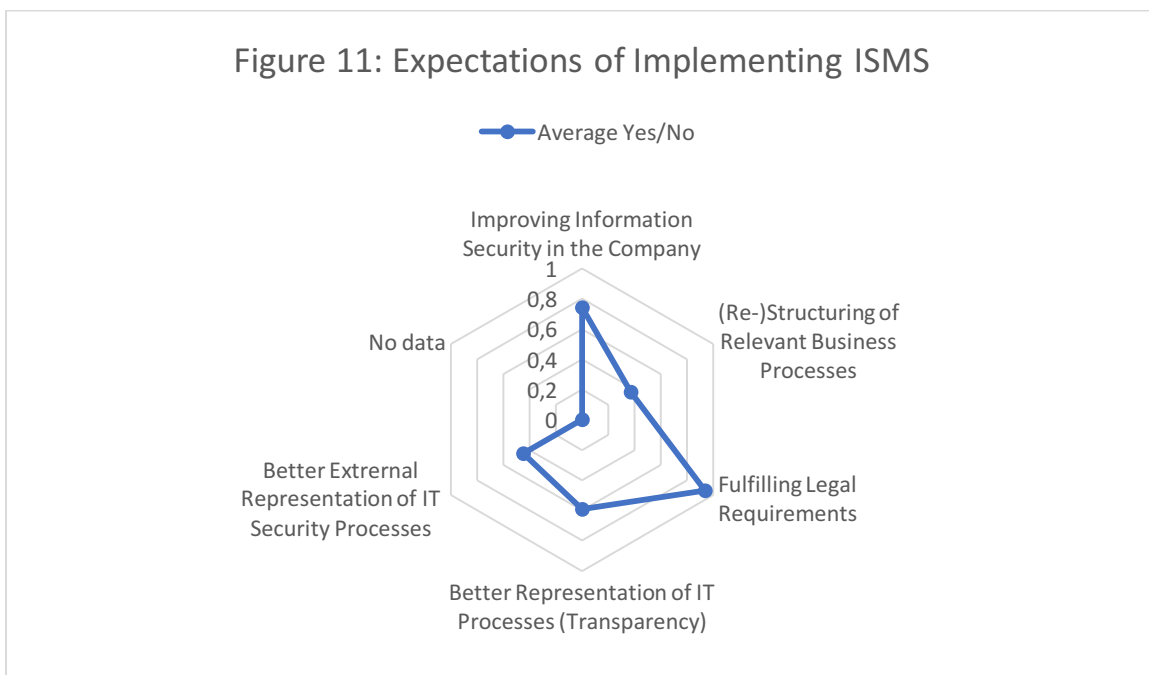 Figure 11: Expectations of Implementing ISMS
Average Yes/No
Improving Information
Security in the Company
1
0,8
0,6
0,4
0,2
0
(Re-)Structuring of
Relevant Business
Processes
Fulfilling Legal
Requirements
Better Representation of IT
Processes (Transparency)
Better Extrernal
Representation of IT
Security Processes
No data